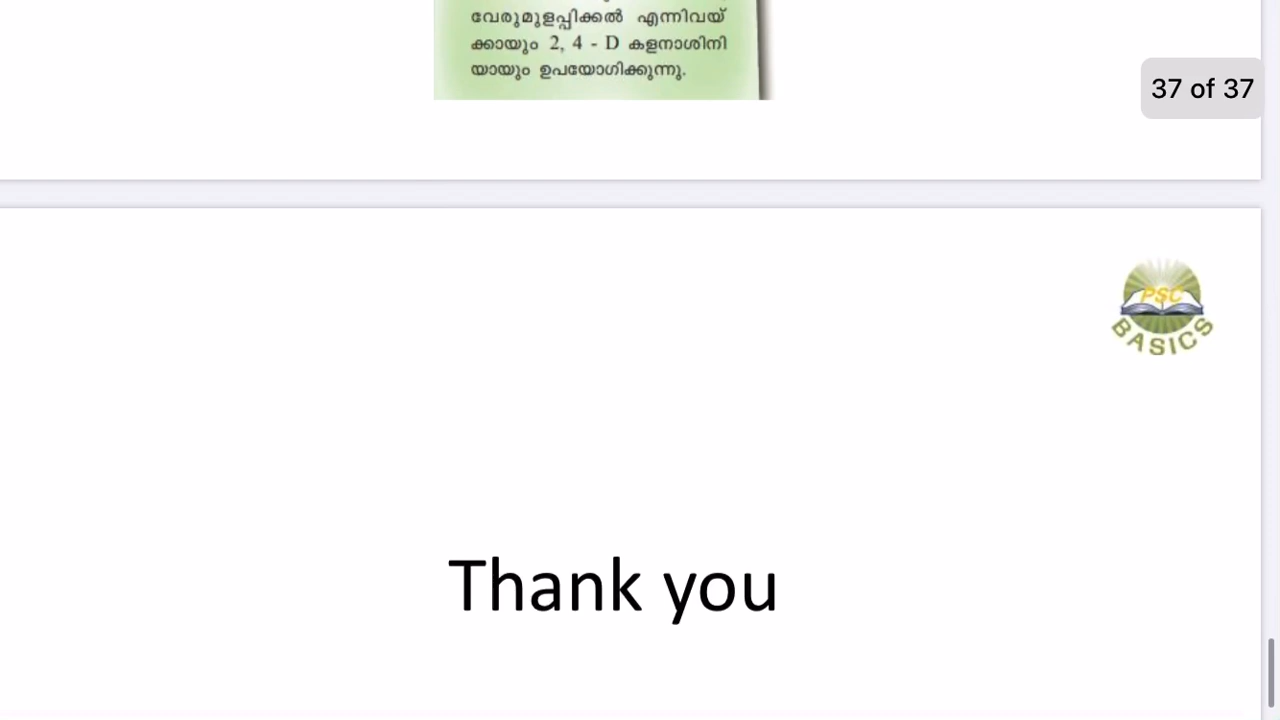 വേരുമുളപ്പിക്കൽ എന്നിവയ്
ക്കായും 2, 4 - D കളനാശിനി
യായും ഉപയോഗിക്കുന്നു.
37 of 37
PSC
BASICS
Thank you